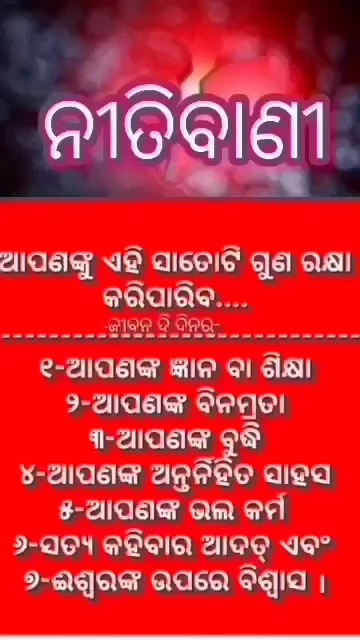 ନୀତିବାଣୀ
ଆପଣଙ୍କୁ ଏହି ସାତୋଟି ଗୁଣ ରକ୍ଷା
କରିପାରିବ....
-ଜୀବନ ଦି ଦିନର-
୧-ଆପଣଙ୍କ ଜ୍ଞାନ ବା ଶିକ୍ଷା
୨-ଆପଣଙ୍କ ବିନମ୍ରତା
୩-ଆପଣଙ୍କ ବୁଦ୍ଧି
୪-ଆପଣଙ୍କ ଅନ୍ତର୍ନିହିତ ସାହସ
୫-ଆପଣଙ୍କ ଭଲ କର୍ମ
୬-ସତ୍ୟ କହିବାର ଆଦତ୍ ଏବଂ
୭-ଈଶ୍ୱରଙ୍କ ଉପରେ ବିଶ୍ୱାସ ।